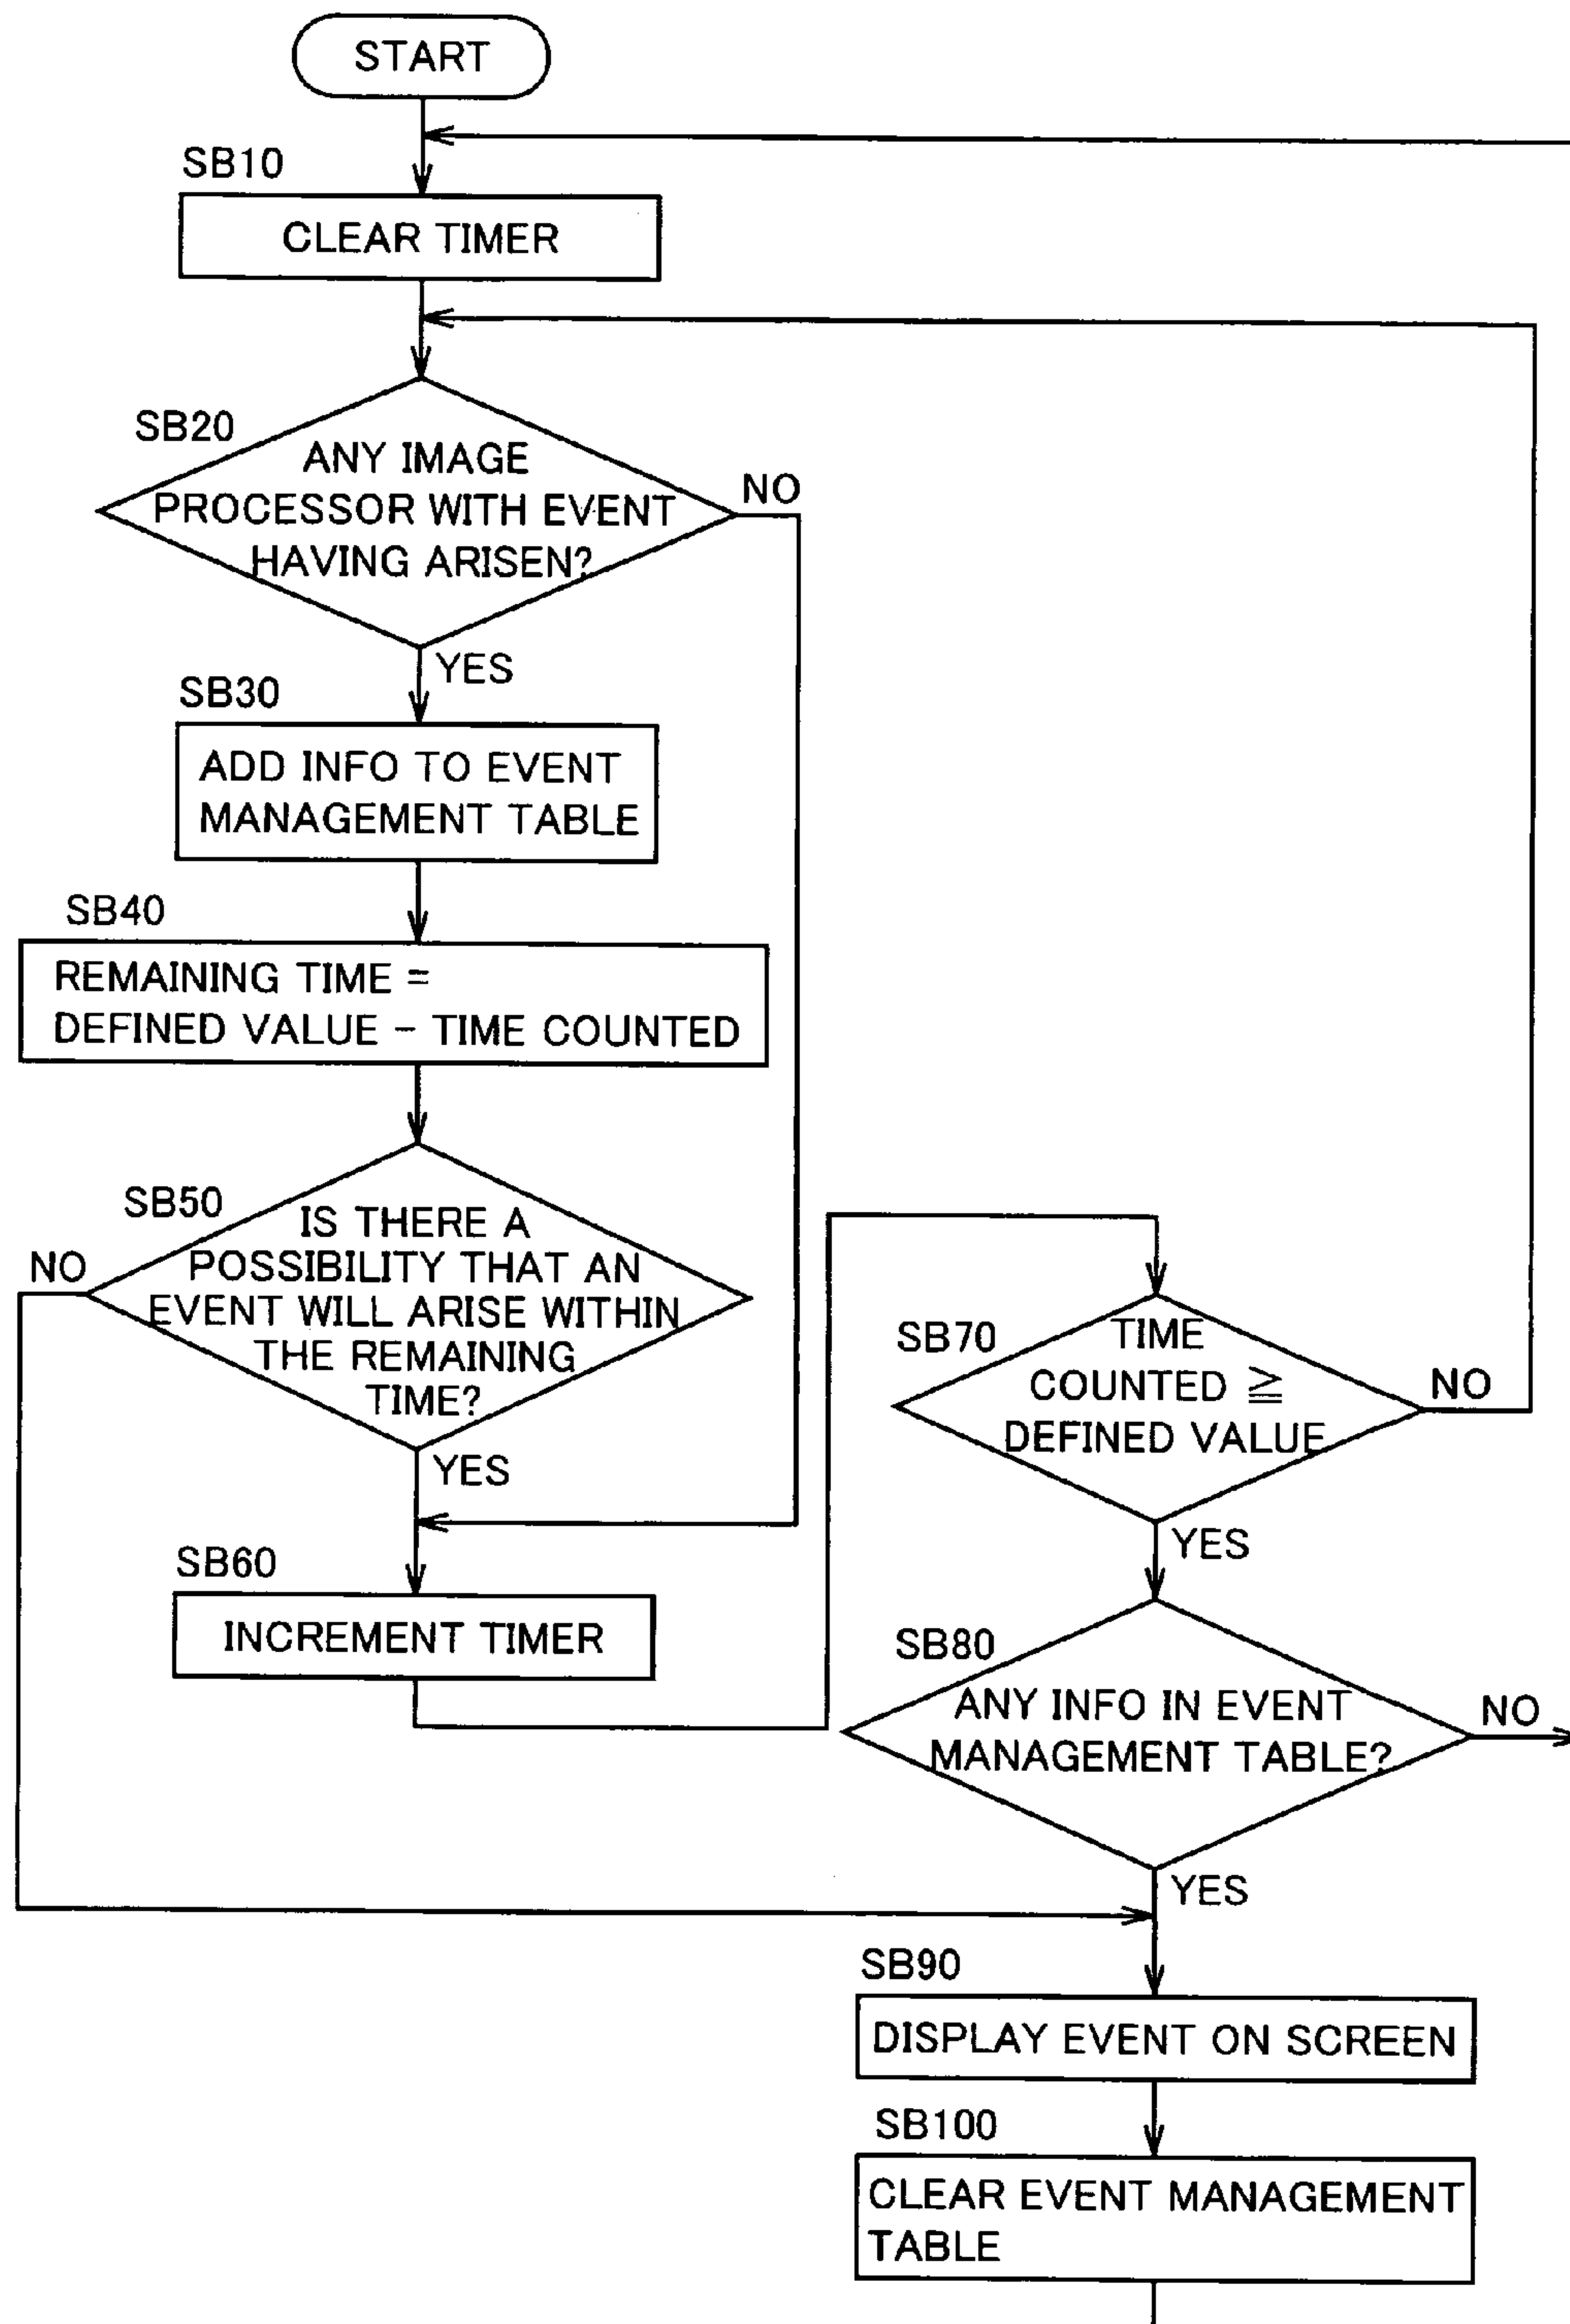 START
SB10
CLEAR TIMER
SB20
ANY IMAGE
PROCESSOR WITH EVENT
HAVING ARISEN?
NO
YES
SB30
ADD INFO TO EVENT
MANAGEMENT TABLE
SB40
REMAINING TIME =
DEFINED VALUE - TIME COUNTED
SB50
IS THERE A
POSSIBILITY THAT AN
EVENT WILL ARISE WITHIN
THE REMAINING
TIME?
NO
YES
SB60
INCREMENT TIMER
SB70
TIME
COUNTED ≧
DEFINED VALUE
NO
YES
SB80
ANY INFO IN EVENT
MANAGEMENT TABLE?
NO
YES
SB90
DISPLAY EVENT ON SCREEN
SB100
CLEAR EVENT MANAGEMENT
TABLE